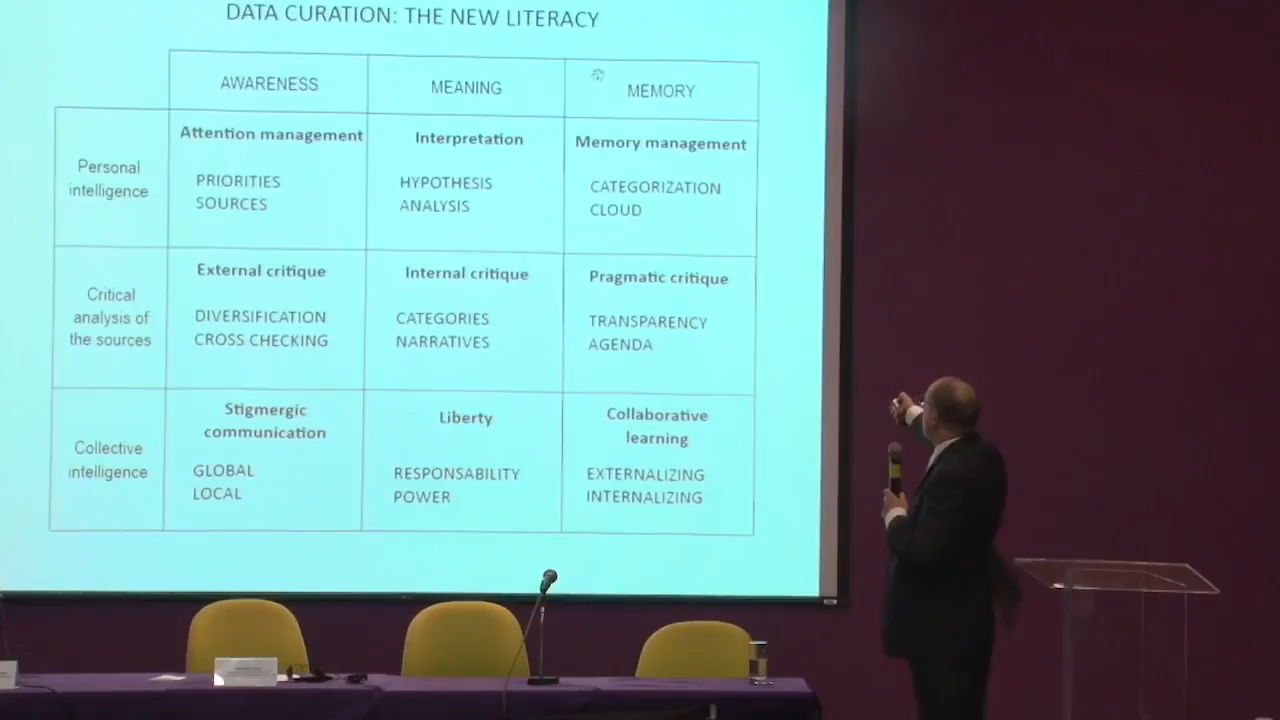 DATA CURATION: THE NEW LITERACY
AWARENESS
MEANING
MEMORY
Personal
intelligence
Attention management
PRIORITIES
SOURCES
Interpretation
HYPOTHESIS
ANALYSIS
Memory management
CATEGORIZATION
CLOUD
Critical
analysis of
the sources
External critique
DIVERSIFICATION
CROSS CHECKING
Internal critique
CATEGORIES
NARRATIVES
Pragmatic critique
TRANSPARENCY
AGENDA
Collective
intelligence
Stigmergic
communication
GLOBAL
LOCAL
Liberty
RESPONSABILITY
POWER
Collaborative
learning
EXTERNALIZING
INTERNALIZING